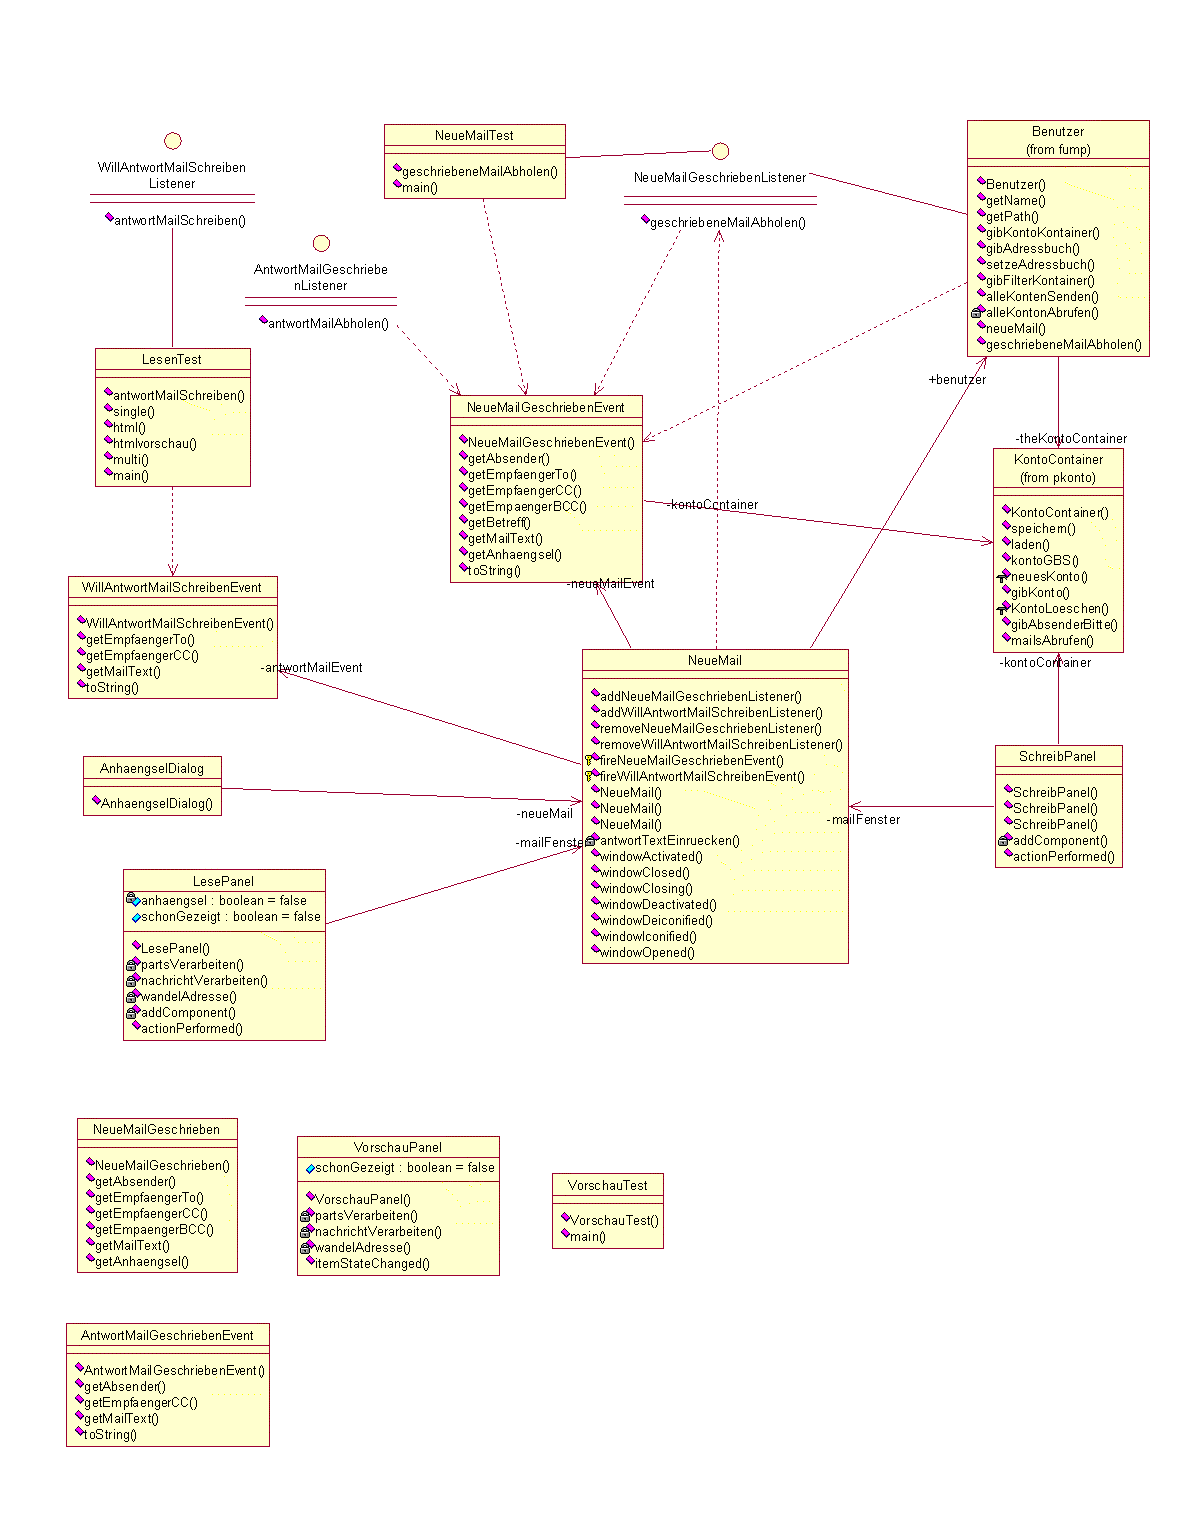 WillAntwortMailSchreiben
Listener
antwortMailSchreiben()
NeueMailTest
geschriebeneMailAbholen()
main()
NeueMailGeschriebenListener
geschriebeneMailAbholen()
Benutzer
(from fump)
Benutzer()
getName()
getPath()
gibKontoKontainer()
gibAdressbuch()
setzeAdressbuch()
gibFilterKontainer()
alleKontenSenden()
alleKontonAbrufen()
neueMail()
geschriebeneMailAbholen()
AntwortMailGeschriebe
nListener
antwortMailAbholen()
LesenTest
antwortMailSchreiben()
single()
html()
htmlvorschau()
multi()
main()
NeueMailGeschriebenEvent
NeueMailGeschriebenEvent()
getAbsender()
getEmpfaengerTo()
getEmpfaengerCC()
getEmpaengerBCC()
getBetreff()
getMailText()
getAnhaengsel()
toString()
+benutzer
-theKontoContainer
-kontoContainer
KontoContainer
(from pkonto)
KontoContainer()
speichern()
laden()
kontoGBS()
neuesKonto()
gibKonto()
KontoLoeschen()
gibAbsenderBitte()
mailsAbrufen()
-kontoContainer
-neueMailEvent
WillAntwortMailSchreibenEvent
WillAntwortMailSchreibenEvent()
getEmpfaengerTo()
getEmpfaengerCC()
getMailText()
toString()
-antwortMailEvent
NeueMail
addNeueMailGeschriebenListener()
addWillAntwortMailSchreibenListener()
removeNeueMailGeschriebenListener()
removeWillAntwortMailSchreibenListener()
fireNeueMailGeschriebenEvent()
fireWillAntwortMailSchreibenEvent()
NeueMail()
NeueMail()
NeueMail()
antwortTextEinruecken()
windowActivated()
windowClosed()
windowClosing()
windowDeactivated()
windowDeiconified()
windowIconified()
windowOpened()
AnhaengselDialog
AnhaengselDialog()
-neueMail
-mailFenster
-mailFenster
SchreibPanel
SchreibPanel()
SchreibPanel()
SchreibPanel()
addComponent()
actionPerformed()
LesePanel
anhaengsel : boolean = false
schonGezeigt : boolean = false
LesePanel()
partsVerarbeiten()
nachrichtVerarbeiten()
wandelAdresse()
addComponent()
actionPerformed()
NeueMailGeschrieben
NeueMailGeschrieben()
getAbsender()
getEmpfaengerTo()
getEmpfaengerCC()
getEmpaengerBCC()
getMailText()
getAnhaengsel()
VorschauPanel
schonGezeigt : boolean = false
VorschauPanel()
partsVerarbeiten()
nachrichtVerarbeiten()
wandelAdresse()
itemStateChanged()
VorschauTest
VorschauTest()
main()
AntwortMailGeschriebenEvent
AntwortMailGeschriebenEvent()
getAbsender()
getEmpfaengerCC()
getMailText()
toString()